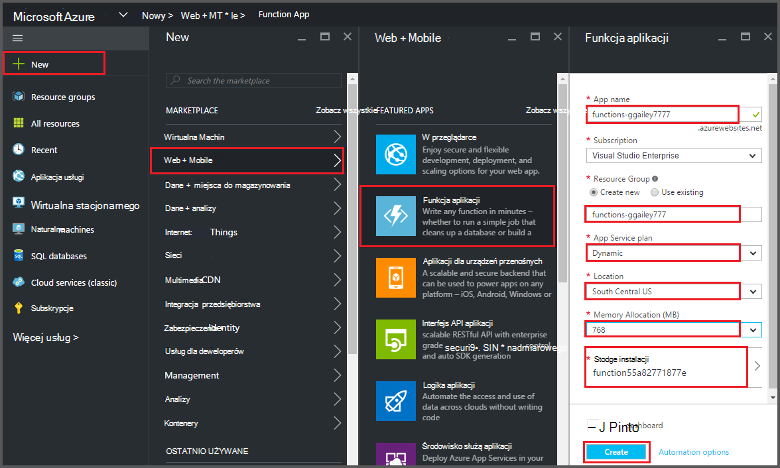 Microsoft Azure
Nowy > Web + MT * le > Function App
New
Resource groups
All resources
Recent
Aplikacja usługi
Wirtualna stacjonarnego
Naturalne machines
SQL databases
Cloud services (classic)
Subskrypcje
Więcej usług >
New
Search the marketplace
MARKETPLACE
Zobacz wszystkie
Wirtualna Machin
Web + Mobile
Dane + miejsca do magazynowania
Dane + analizy
Internet: Things
Sieci
Multimedia CDN
Integracja przedsiębiorstwa
Zabezpieczenia Identity
Usług dla deweloperów
Management
Analizy
Kontenery
OSTATNIO UŻYWANE
Web + Mobile
FEATURED APPS
Zobacz wszystkie
W przeglądarce
Enjoy secure and flexible
development, deployment, and
scaling options for your web app.
Funkcja aplikacji
Write any function in minutes –
whether to run a simple job that
cleans up a database or build a
Aplikacji dla urządzeń przenośnych
A scalable and secure backend that
can be used to power apps on any
platform – iOS, Android, Windows or
Interfejs API aplikacji
scalable RESTful API with enterprise
grade securi9•, SIN * nadmiarowe control
and auto SDK generation
Logika aplikacji
Automate the access and use of
data across clouds without writing
code
Środowisko służą aplikacji
Deploy Azure App Services in your
Funkcja aplikacji
* App name
functions-ggailey7777
.azurewebsites.net
* Subscription
Visual Studio Enterprise
* Resource Group
Create new Use existing
functions-ggailey777
* App Service plan
Dynamic
* Location
South Central US
* Memory Allocation (MB)
768
* Stodge instalacji
function55a82771877e
– J Pinto dashboard
Create Automation options